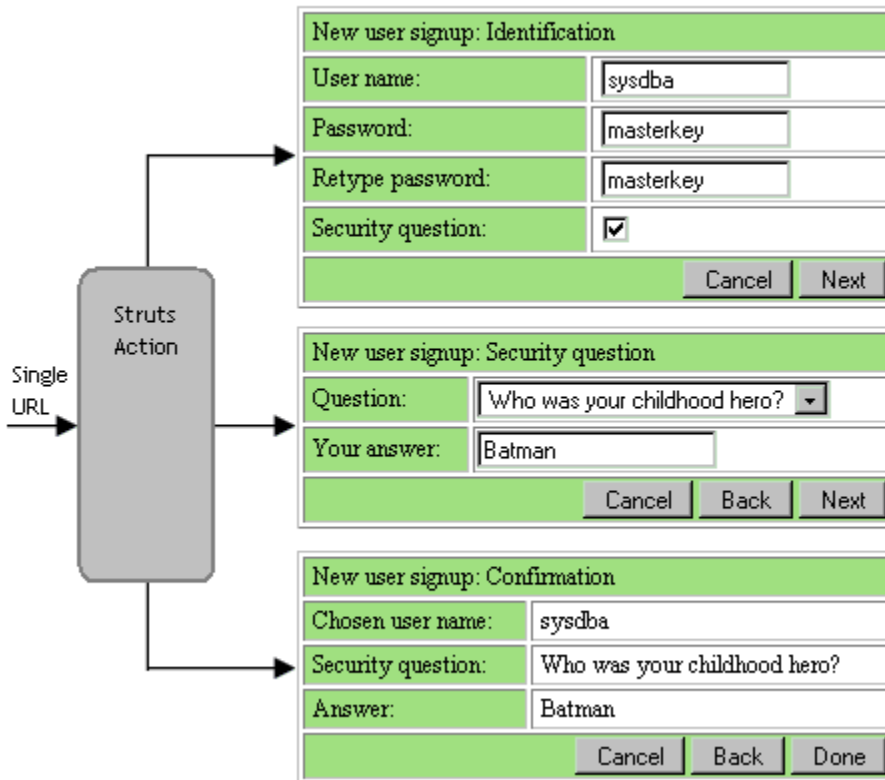 Single
URL
Struts
Action
New user signup: Identification
User name: sysdba
Password: masterkey
Retype password: masterkey
Security question:
Cancel Next
New user signup: Security question
Question: Who was your childhood hero?
Your answer: Batman
Cancel Back Next
New user signup: Confirmation
Chosen user name: sysdba
Security question: Who was your childhood hero?
Answer: Batman
Cancel Back Done